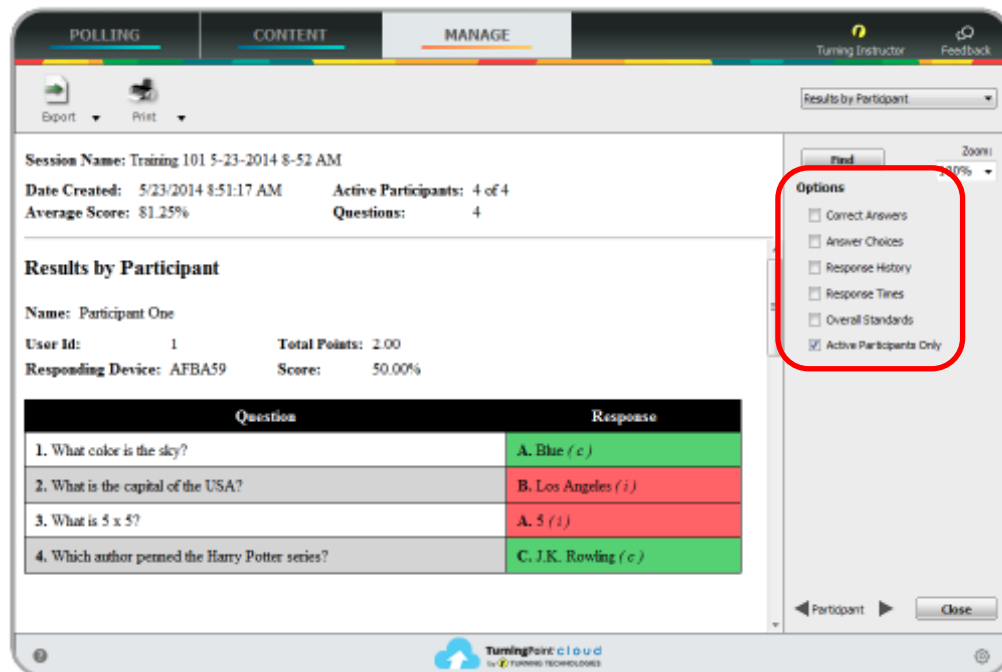 POLLING CONTENT MANAGE Turning Instructor Feedback
Export Print Results by Participant
Session Name: Training 101 5-23-2014 8-52 AM
Date Created: 5/23/2014 8:51:17 AM Active Participants: 4 of 4
Average Score: 81.25% Questions: 4
Find Zoom:
Options
Correct Answers
Answer Choices
Response History
Response Times
Overall Standards
Active Participants Only
Results by Participant
Name: Participant One
User Id: 1 Total Points: 2.00
Responding Device: AFBA59 Score: 50.00%
Question Response
1. What color is the sky? A. Blue (c)
2. What is the capital of the USA? B. Los Angeles (i)
3. What is 5 x 5? A. 5 (i)
4. Which author penned the Harry Potter series? C. J.K. Rowling (c)
Participant Close
TurningPoint cloud
by TURNING TECHNOLOGIES